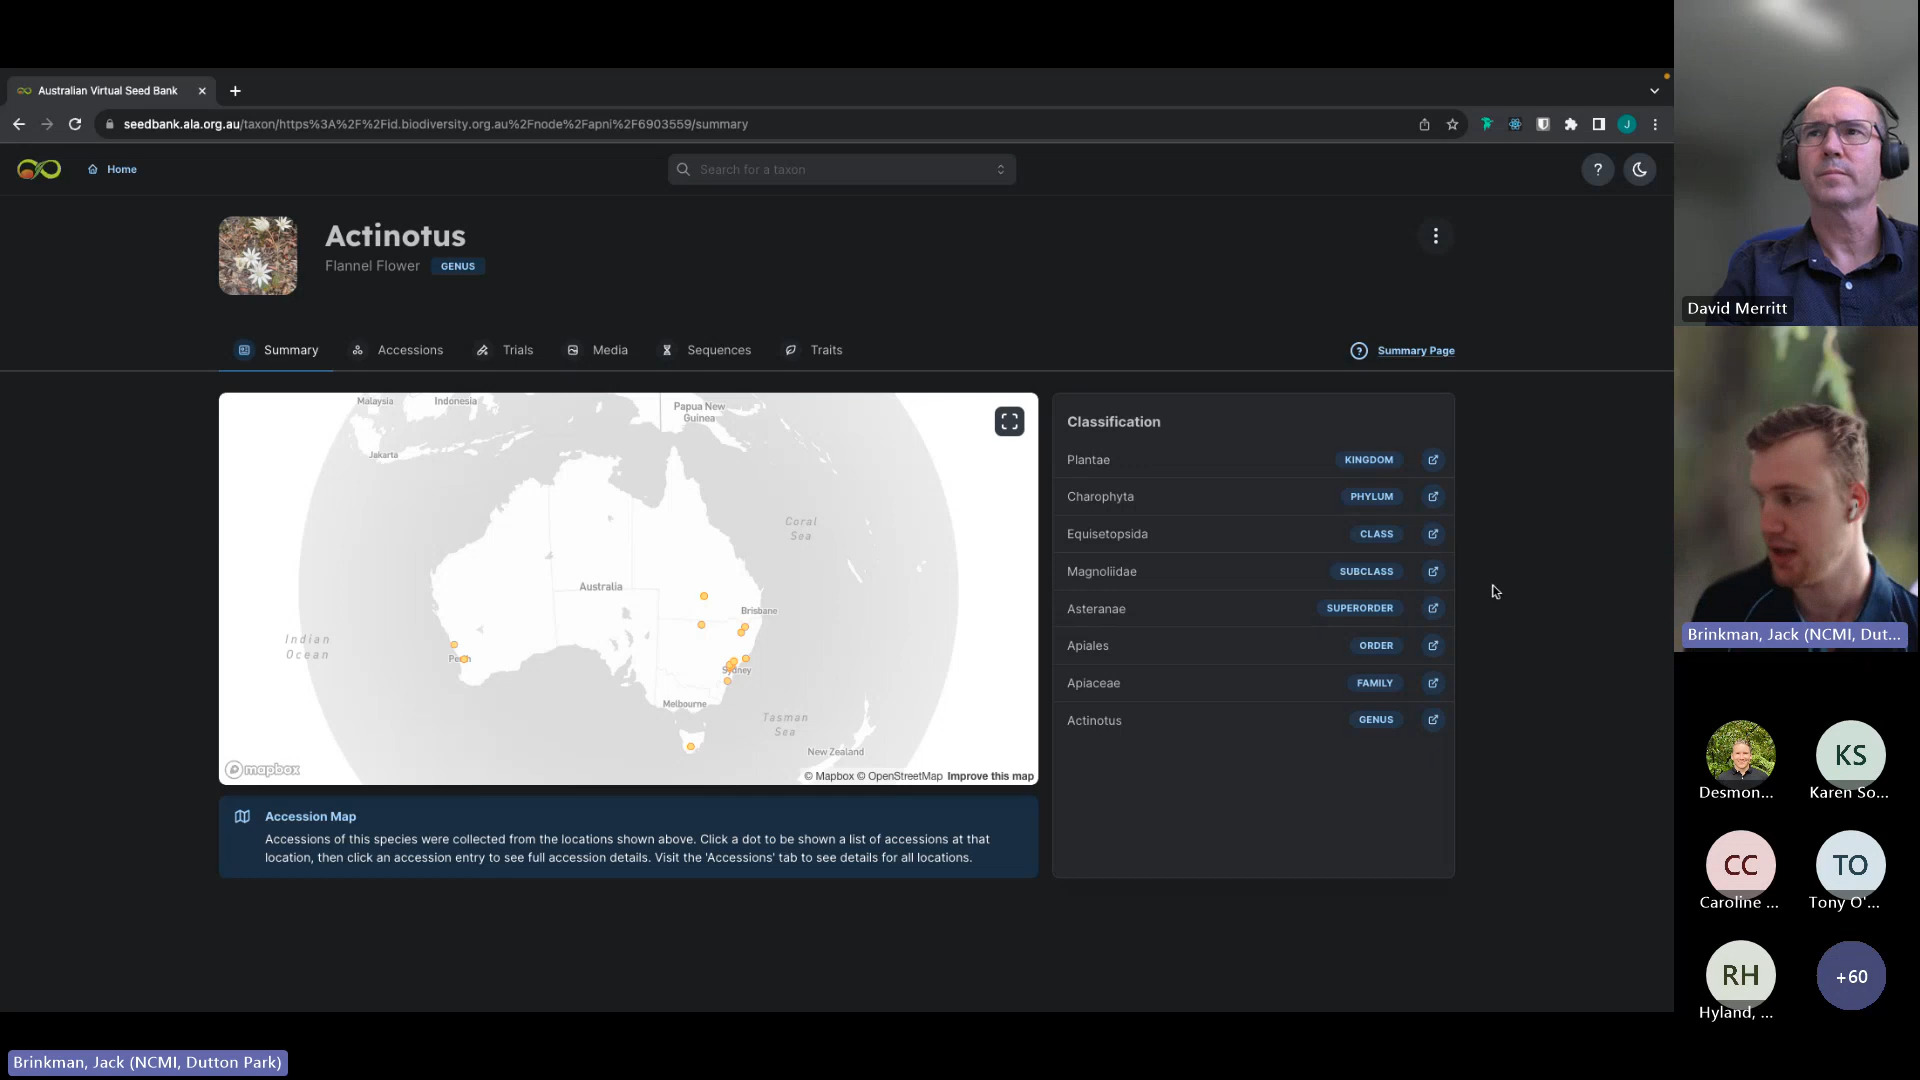 Australian Virtual Seed Bank
seedbank.ala.org.au/taxon/https%3A%2F%2Fid.biodiversity.org.au%2Fnode%2Fapni%2F6903559/summary
J
Home
Search for a taxon
?
Actinotus
Flannel Flower GENUS
Summary Accessions Trials Media Sequences Traits
? Summary Page
Malaysia
Indonesia
Papua New
Guinea
Jakarta
Coral
Sea
Australia
Brisbane
Indian
Ocean
Perth
Sydney
Melbourne
Tasman
Sea
New Zealand
mapbox
© Mapbox © OpenStreetMap Improve this map
Accession Map
Accessions of this species were collected from the locations shown above. Click a dot to be shown a list of accessions at that
location, then click an accession entry to see full accession details. Visit the 'Accessions' tab to see details for all locations.
Classification
Plantae KINGDOM
Charophyta PHYLUM
Equisetopsida CLASS
Magnoliidae SUBCLASS
Asteranae SUPERORDER
Apiales ORDER
Apiaceae FAMILY
Actinotus GENUS
David Merritt
Brinkman, Jack (NCMI, Dut...
Desmon...
KS
Karen So...
CC
Caroline ...
TO
Tony O'...
RH
Hyland, ...
+60
Brinkman, Jack (NCMI, Dutton Park)